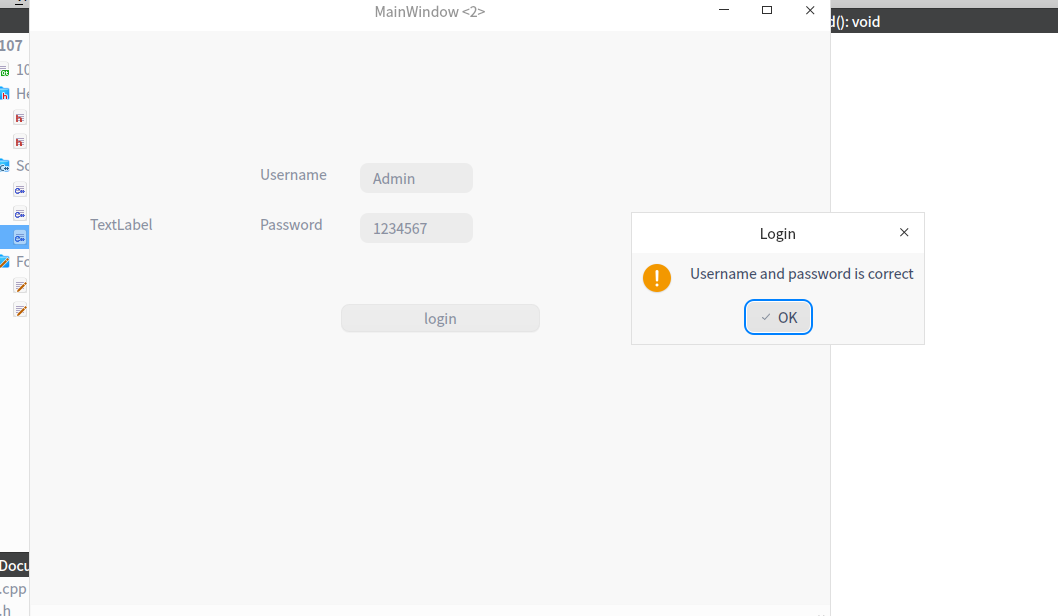 MainWindow <2>
d(): void
107
10
He
Sc
Fo
Username
Admin
TextLabel
Password
1234567
login
Login
Username and password is correct
OK
Docu
.cpp
.h